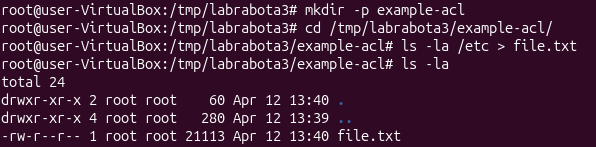 root@user-VirtualBox:/tmp/labrabota3# mkdir -p example-acl
root@user-VirtualBox:/tmp/labrabota3# cd /tmp/labrabota3/example-acl/
root@user-VirtualBox:/tmp/labrabota3/example-acl# ls -la /etc > file.txt
root@user-VirtualBox:/tmp/labrabota3/example-acl# ls -la
total 24
drwxr-xr-x 2 root root    60 Apr 12 13:40 .
drwxr-xr-x 4 root root   280 Apr 12 13:39 ..
-rw-r--r-- 1 root root 21113 Apr 12 13:40 file.txt